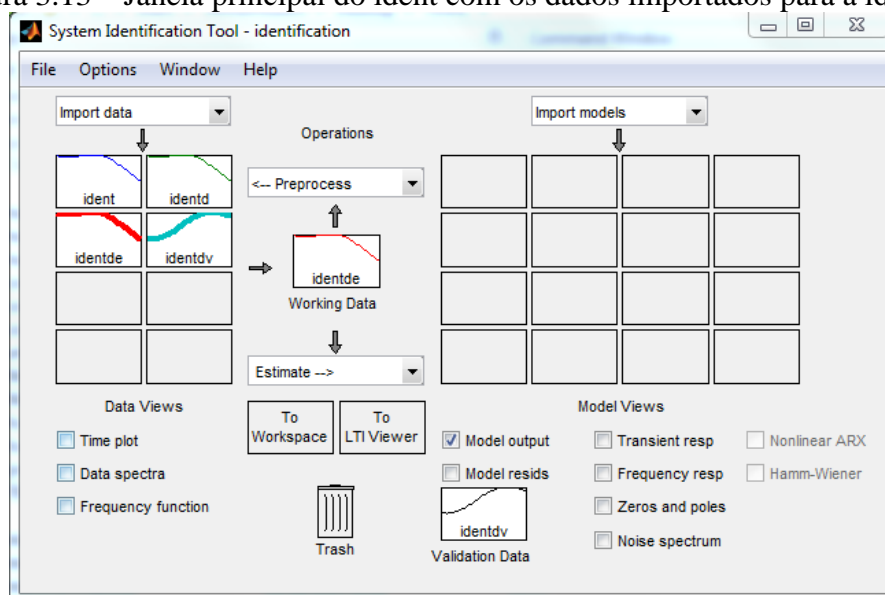 3.13 – Janela principal do ident com os dados importados para a
System Identification Tool - identification
File Options Window Help
Import data
Import models
Operations
ident
identd
<-- Preprocess
identde
identdv
identde
Working Data
Estimate -->
Data Views
To Workspace
To LTI Viewer
Model Views
Time plot
Model output
Transient resp
Nonlinear ARX
Data spectra
Model resids
Frequency resp
Hamm-Wiener
Frequency function
Zeros and poles
identdv
Trash
Validation Data
Noise spectrum